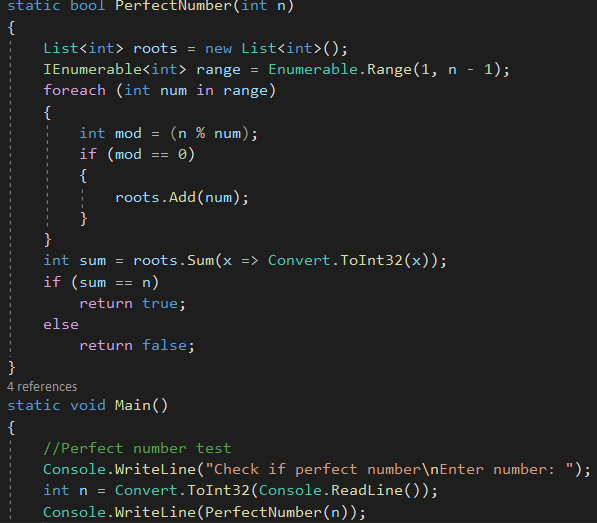 static bool PerfectNumber(int n)
{
List<int> roots = new List<int>();
IEnumerable<int> range = Enumerable.Range(1, n - 1);
foreach (int num in range)
{
int mod = (n % num);
if (mod == 0)
{
roots.Add(num);
}
}
int sum = roots.Sum(x => Convert.ToInt32(x));
if (sum == n)
return true;
else
return false;
}
4 references
static void Main()
{
//Perfect number test
Console.WriteLine("Check if perfect number\nEnter number: ");
int n = Convert.ToInt32(Console.ReadLine());
Console.WriteLine(PerfectNumber(n));